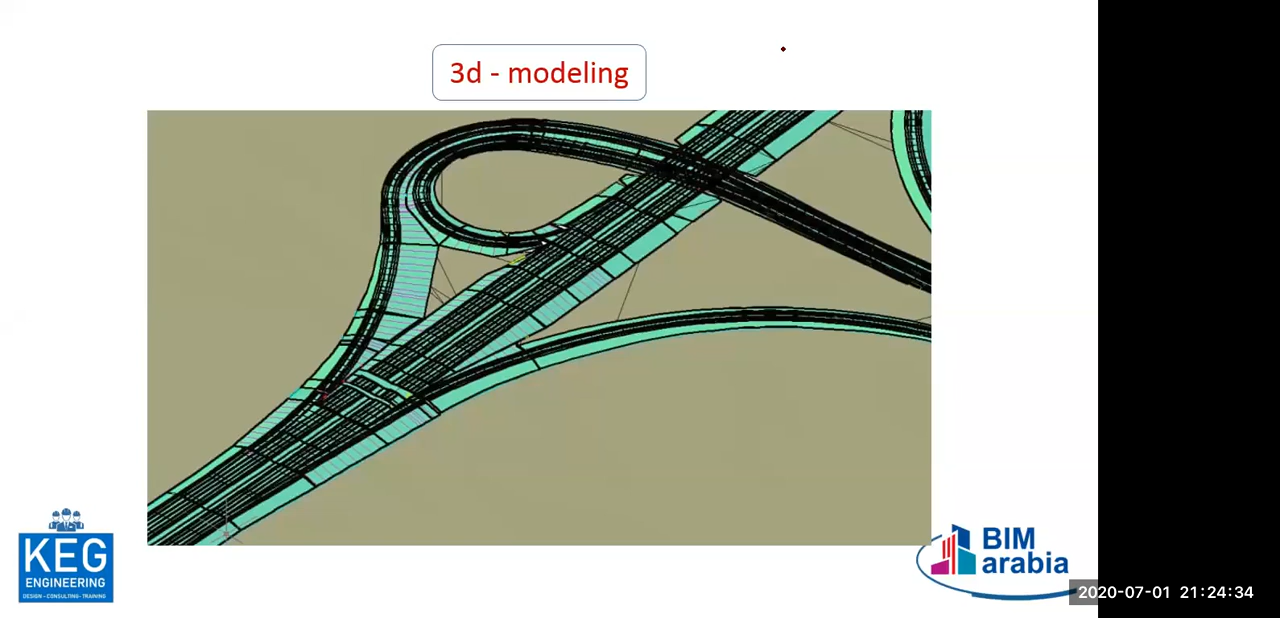 3d - modeling
KEG
ENGINEERING
DESIGN - CONSULTING - TRAINING
BIM
arabia
2020-07-01 21:24:34